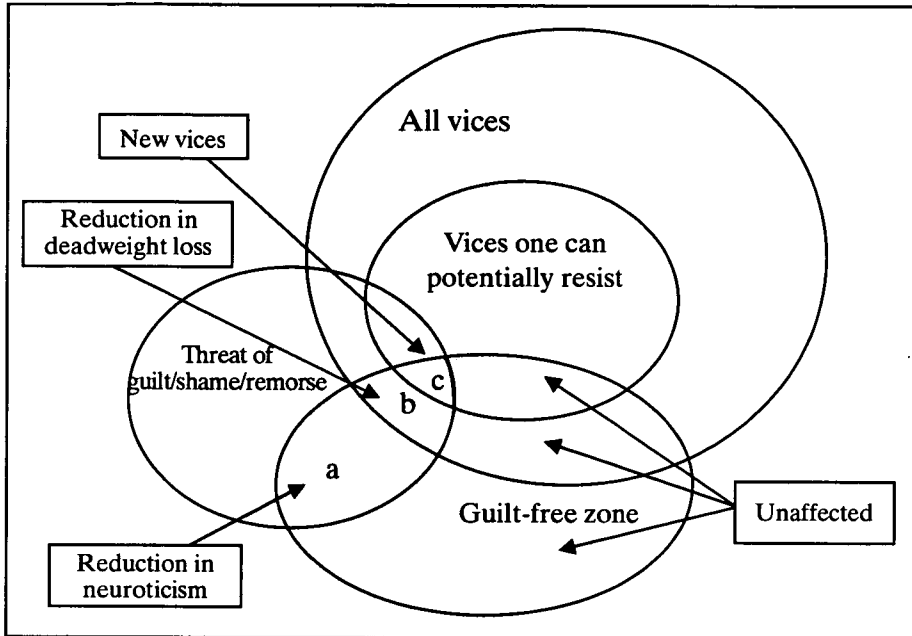 All vices
New vices
Reduction in
deadweight loss
Vices one can
potentially resist
Threat of
guilt/shame/remorse
c
b
a
Guilt-free zone
Unaffected
Reduction in
neuroticism